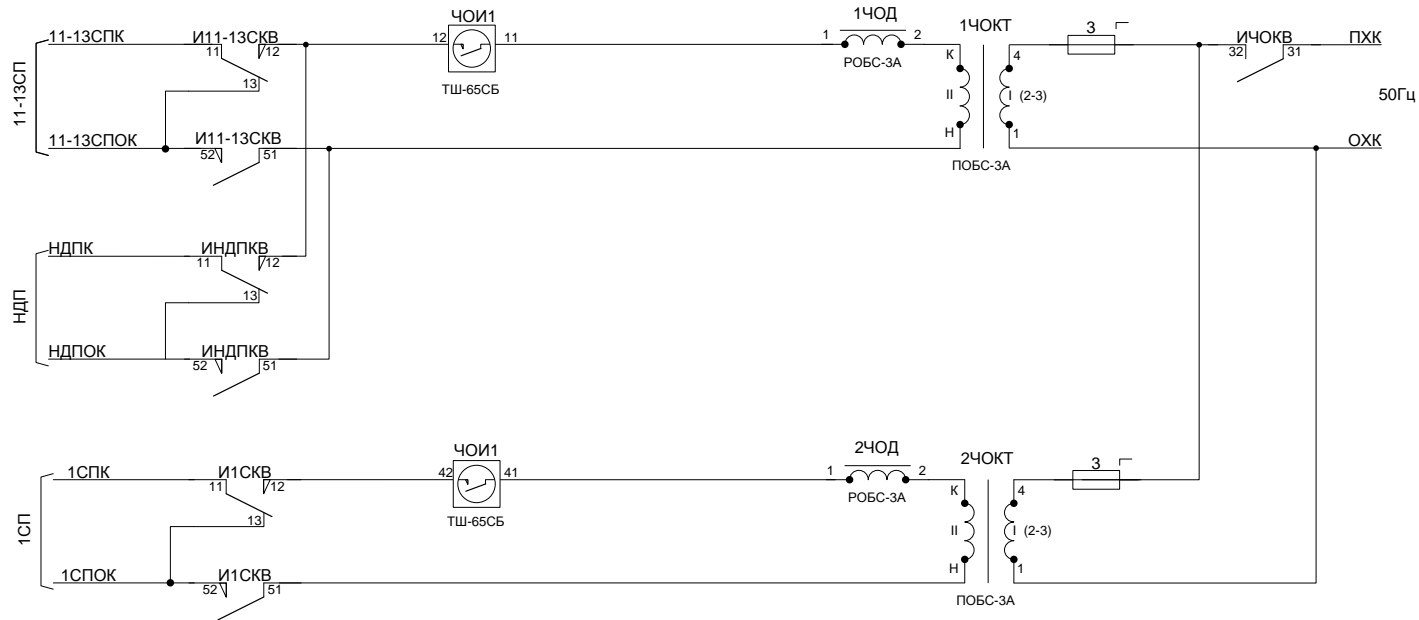 ЧОИ1 1ЧОД 1ЧОКТ 3
11-13СПК И11-13СКВ 12 11 1 2 ИЧОКВ ПХК
11 12 К 4 32 31
13 ТШ-65СБ РОБС-3А II I (2-3) 50Гц
11-13СП
11-13СПОК И11-13СКВ Н 1 ОХК
52 51 ПОБС-3А
НДПК ИНДПКВ
11 12
13
НДП
НДПОК ИНДПКВ
52 51
ЧОИ1 2ЧОД 2ЧОКТ 3
1СПК И1СКВ 42 41 1 2
11 12 К 4
13 ТШ-65СБ РОБС-3А II I (2-3)
1СП
1СПОК И1СКВ Н 1
52 51 ПОБС-3А